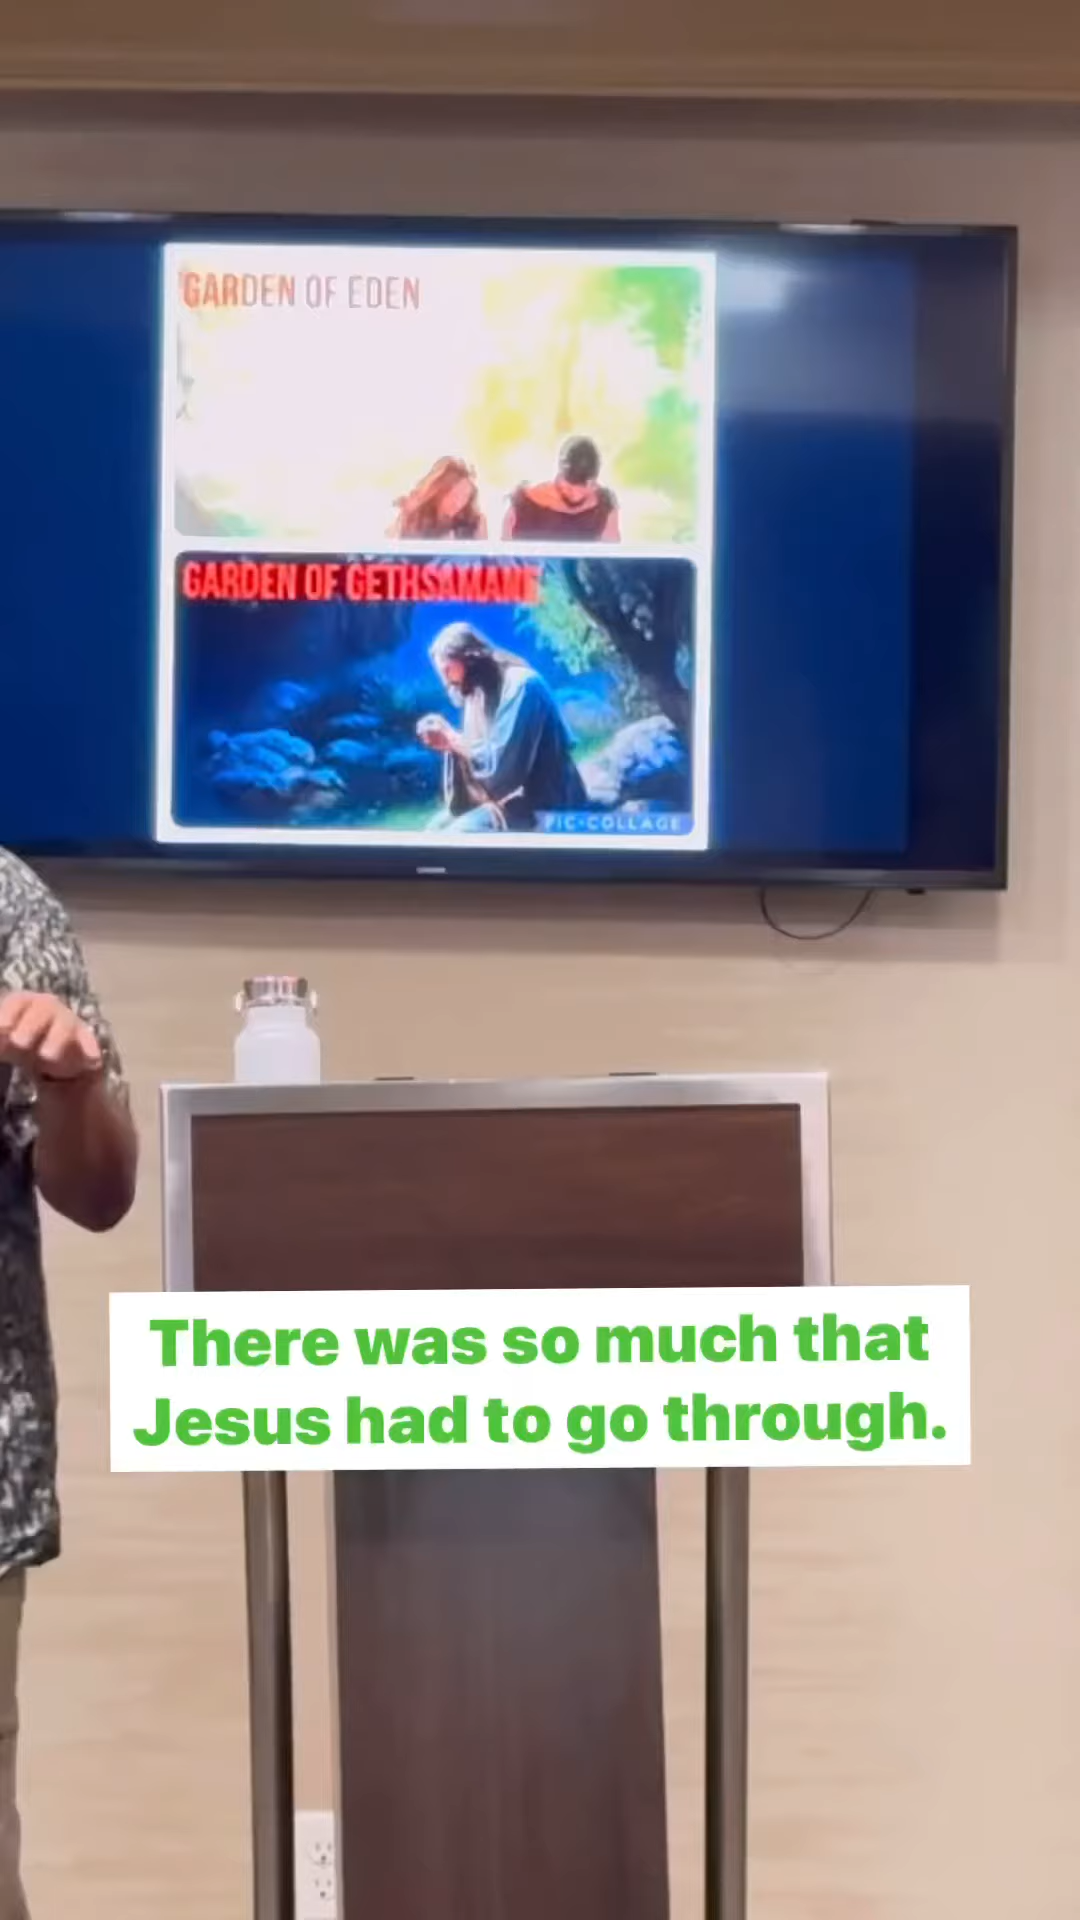 GARDEN OF EDEN
GARDEN OF GETHSAMANE
PIC·COLLAGE
There was so much that
Jesus had to go through.